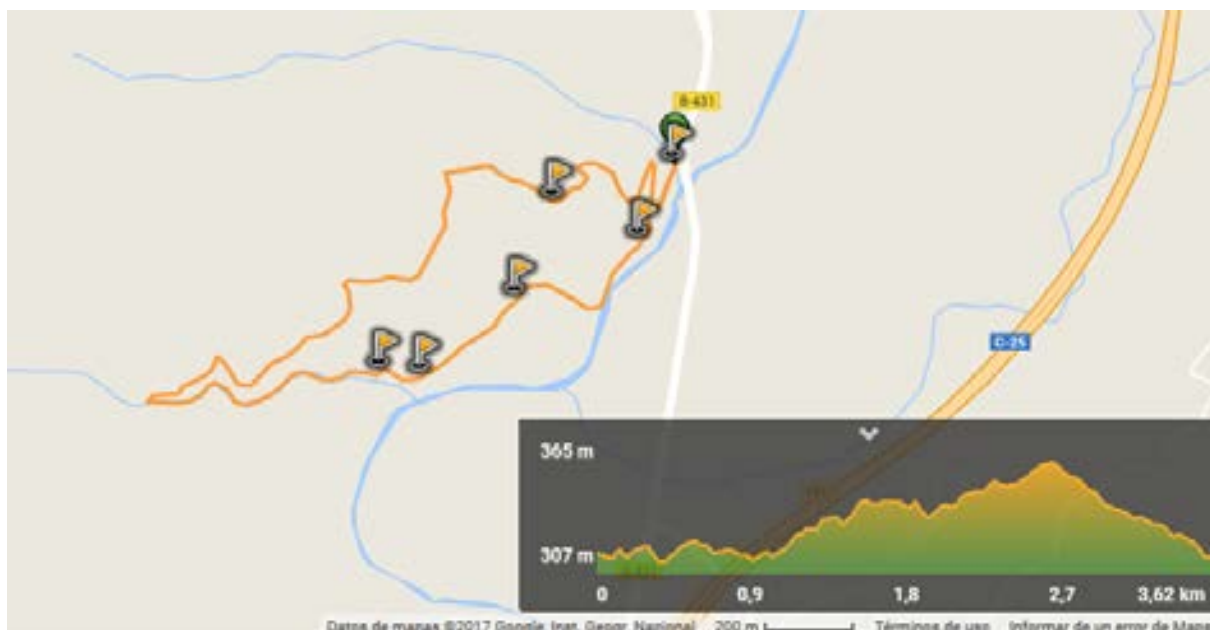 B-431
C-25
365 m
307 m
0 0,9 1,8 2,7 3,62 km
Datos de mapas ©2017 Google, Inst. Geogr. Nacional 200 m Términos de uso Informar de un error de Maps